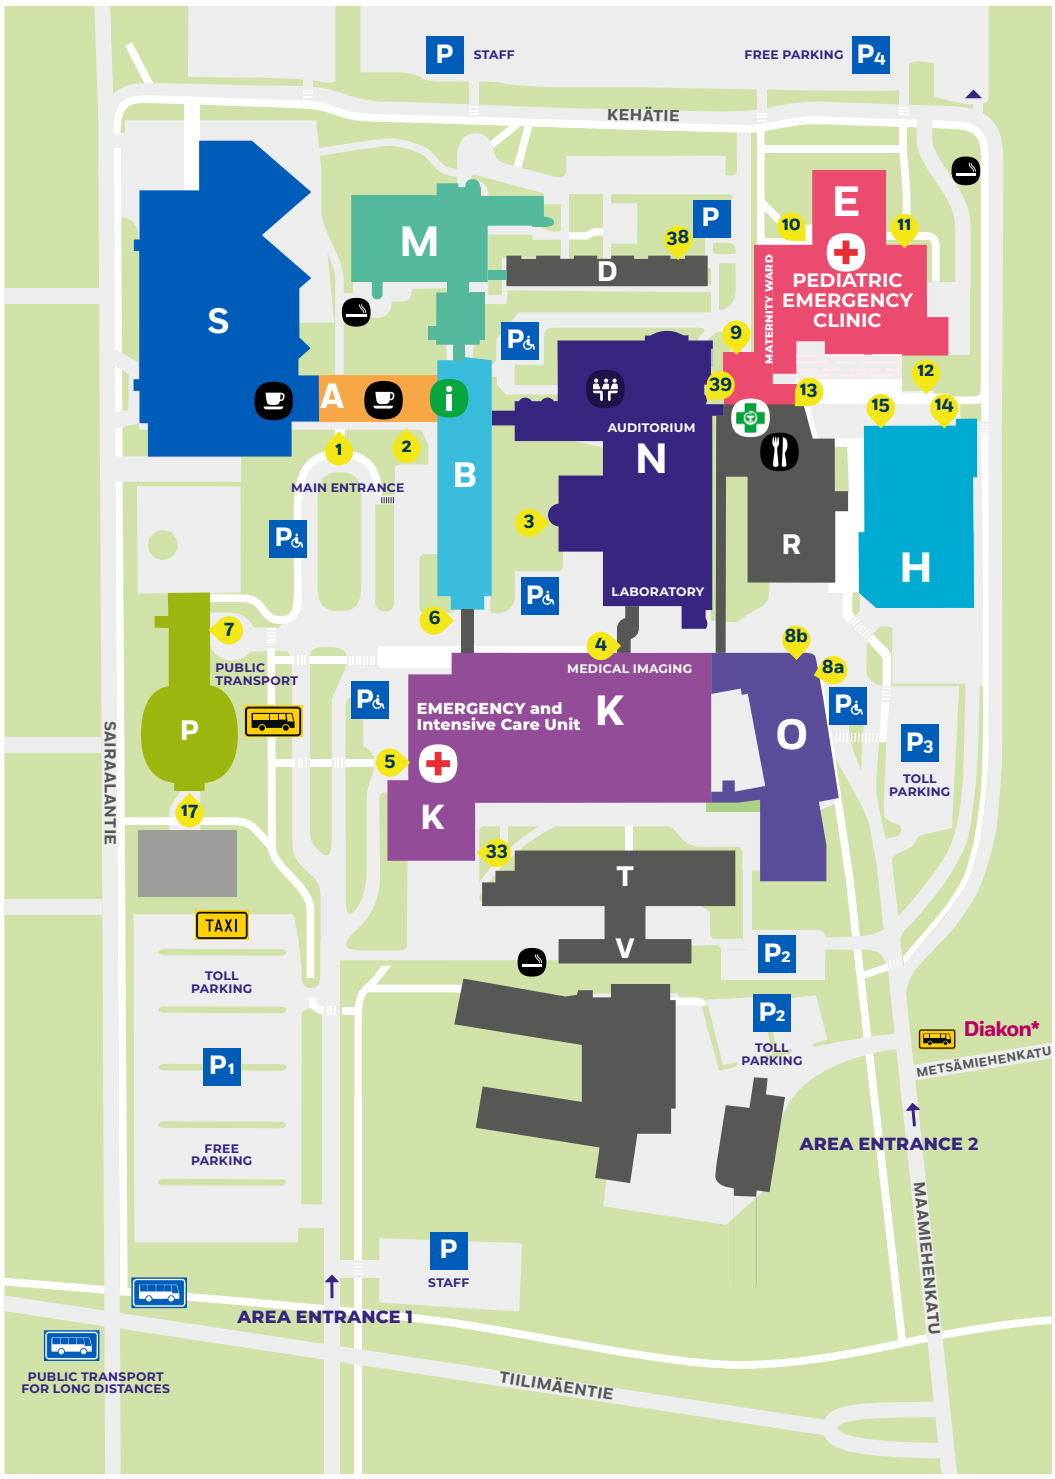 P STAFF
FREE PARKING P4
KEHÄTIE
E
10
11
P
38
M
D
PEDIATRIC
EMERGENCY
CLINIC
MATERNITY WARD
S
P
9
12
39
13
A
i
15
14
AUDITORIUM
1
2
N
B
MAIN ENTRANCE
3
P
R
H
LABORATORY
P
6
7
4
8b
8a
PUBLIC
TRANSPORT
MEDICAL IMAGING
P
EMERGENCY and
Intensive Care Unit
K
P
O
P
P3
5
TOLL
PARKING
SAIRAALANTIE
17
K
33
T
TAXI
V
P2
TOLL
PARKING
P2
Diakon*
TOLL
PARKING
METSÄMIEHENKATU
P1
AREA ENTRANCE 2
FREE
PARKING
MAAMIEHENKATU
P
STAFF
AREA ENTRANCE 1
PUBLIC TRANSPORT
FOR LONG DISTANCES
TIILIMÄENTIE